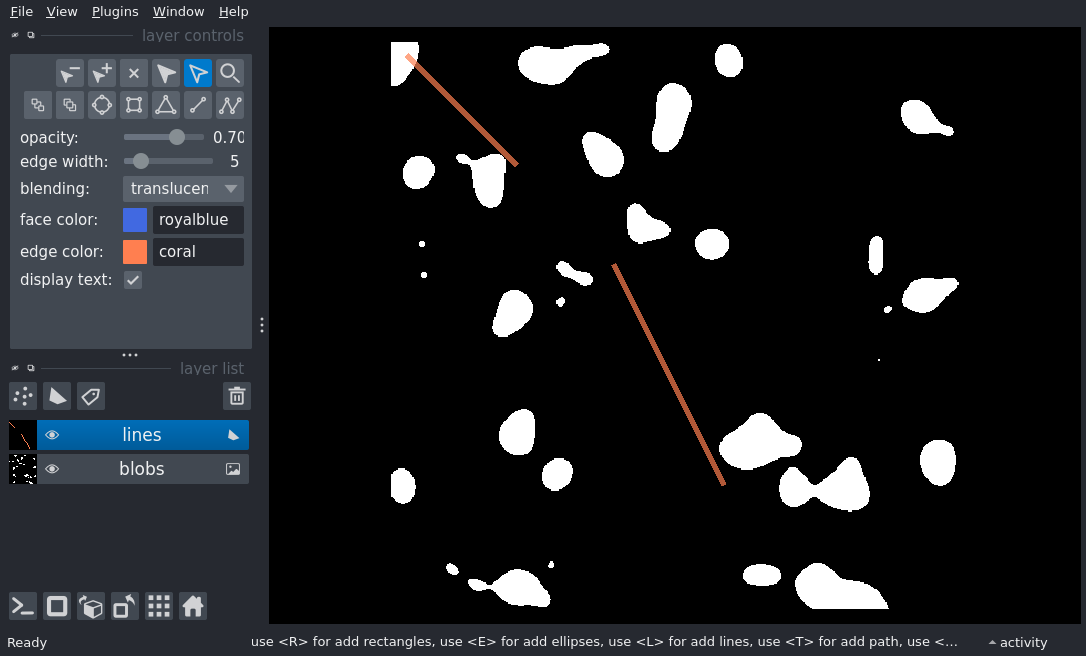 File View Plugins Window Help
layer controls
opacity: 0.70
edge width: 5
blending: translucen
face color: royalblue
edge color: coral
display text:
layer list
lines
blobs
Ready use <R> for add rectangles, use <E> for add ellipses, use <L> for add lines, use <T> for add path, use <... activity